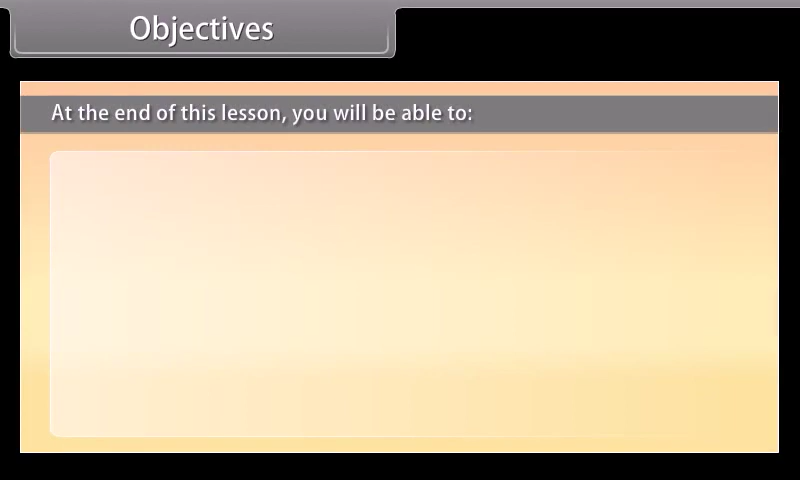 Objectives
At the end of this lesson, you will be able to: